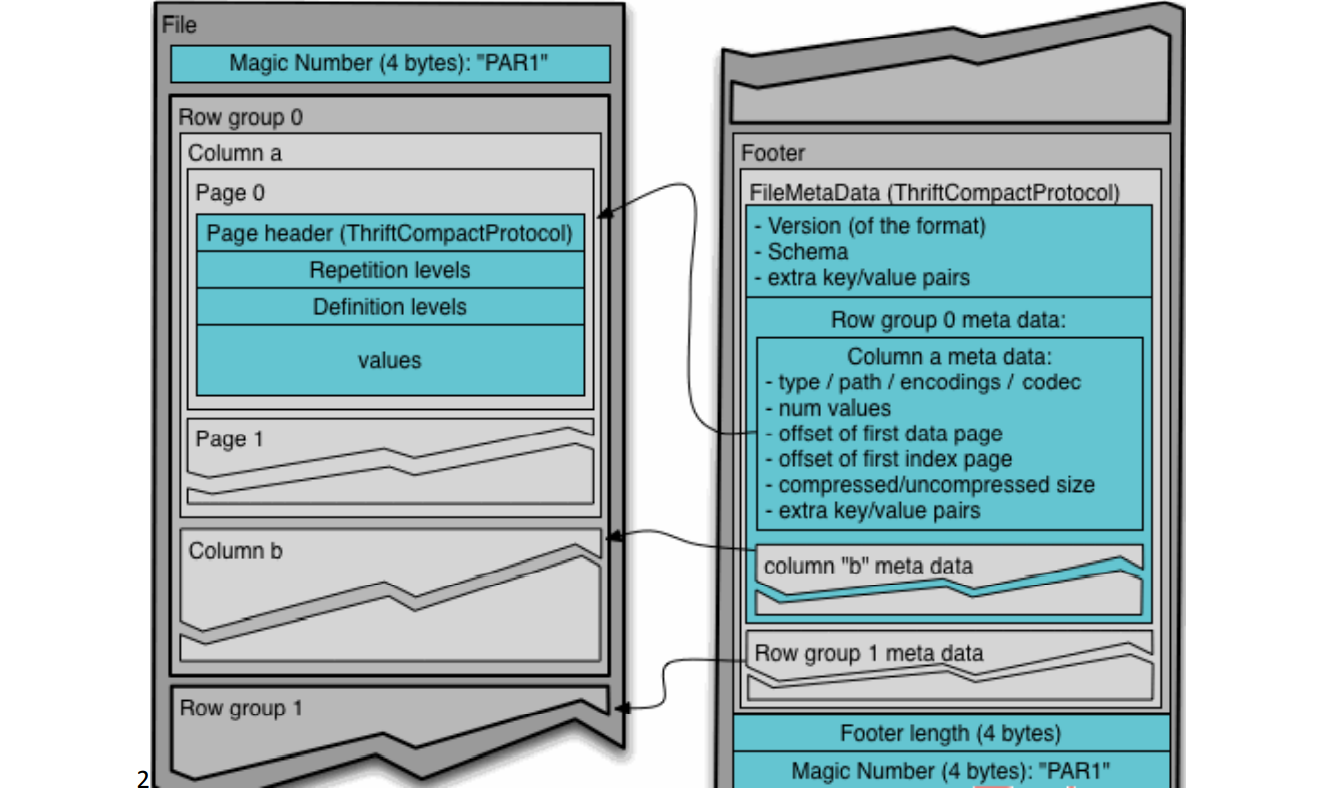 File
Magic Number (4 bytes): "PAR1"
Row group 0
Column a
Page 0
Page header (ThriftCompactProtocol)
Repetition levels
Definition levels
values
Page 1
Column b
Row group 1
2
Footer
FileMetaData (ThriftCompactProtocol)
- Version (of the format)
- Schema
- extra key/value pairs
Row group 0 meta data:
Column a meta data:
- type / path / encodings / codec
- num values
- offset of first data page
- offset of first index page
- compressed/uncompressed size
- extra key/value pairs
column "b" meta data
Row group 1 meta data
Footer length (4 bytes)
Magic Number (4 bytes): "PAR1"